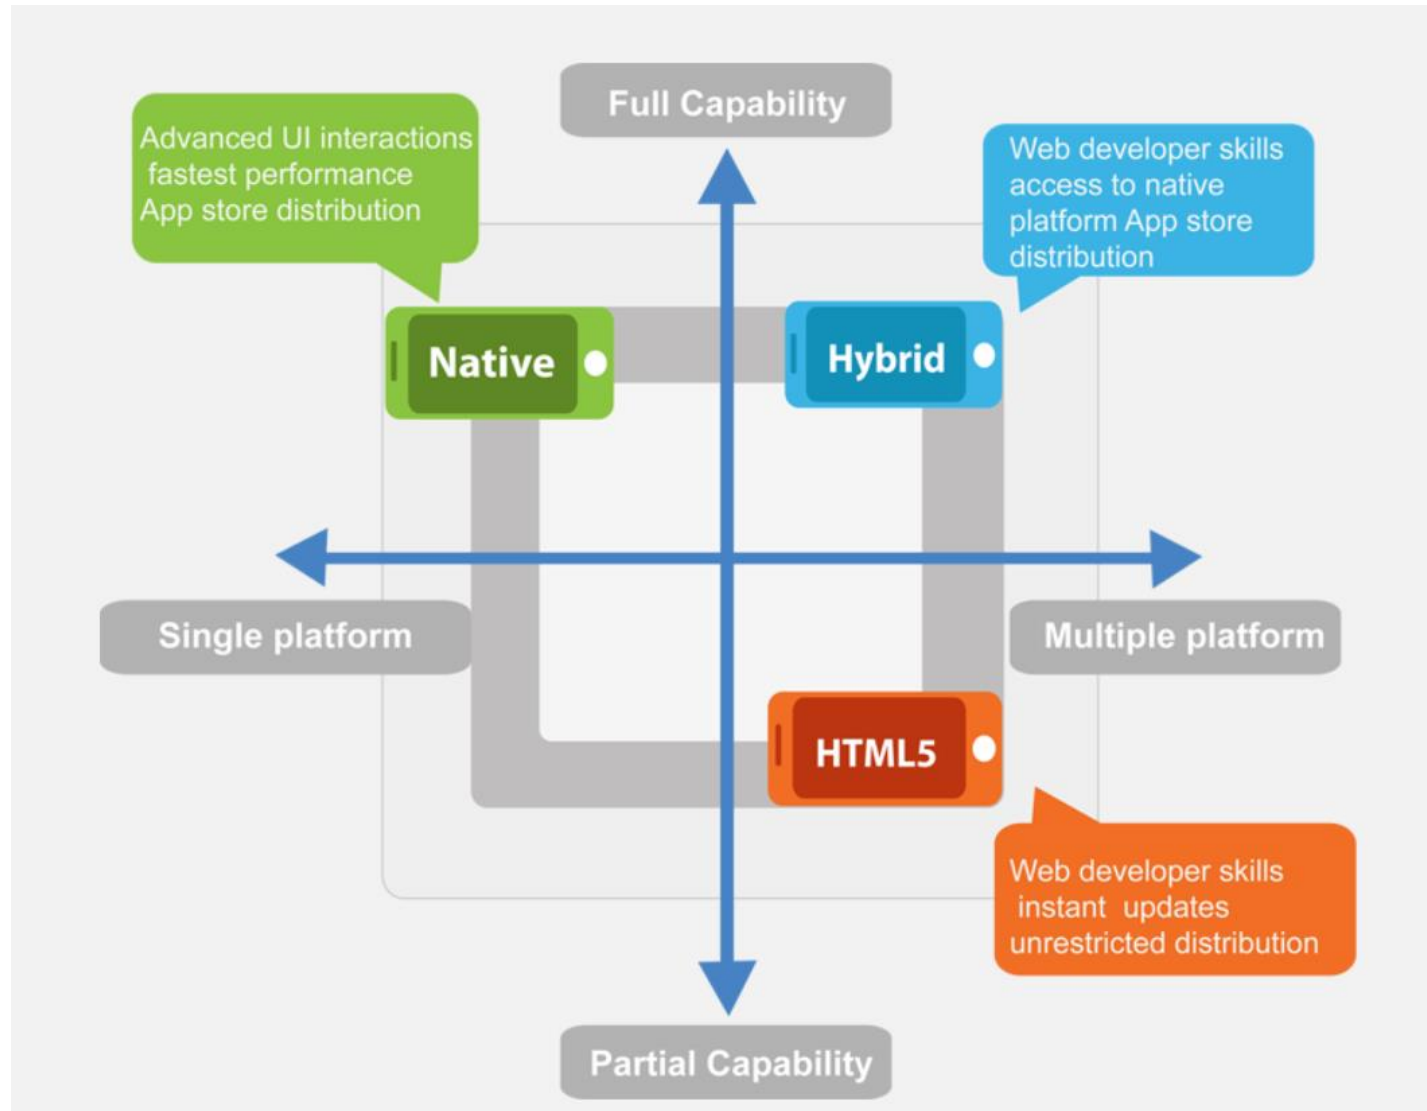 Full Capability
Advanced UI interactions
fastest performance
App store distribution
Web developer skills
access to native
platform App store
distribution
Native
Hybrid
Single platform
Multiple platform
HTML5
Web developer skills
instant updates
unrestricted distribution
Partial Capability